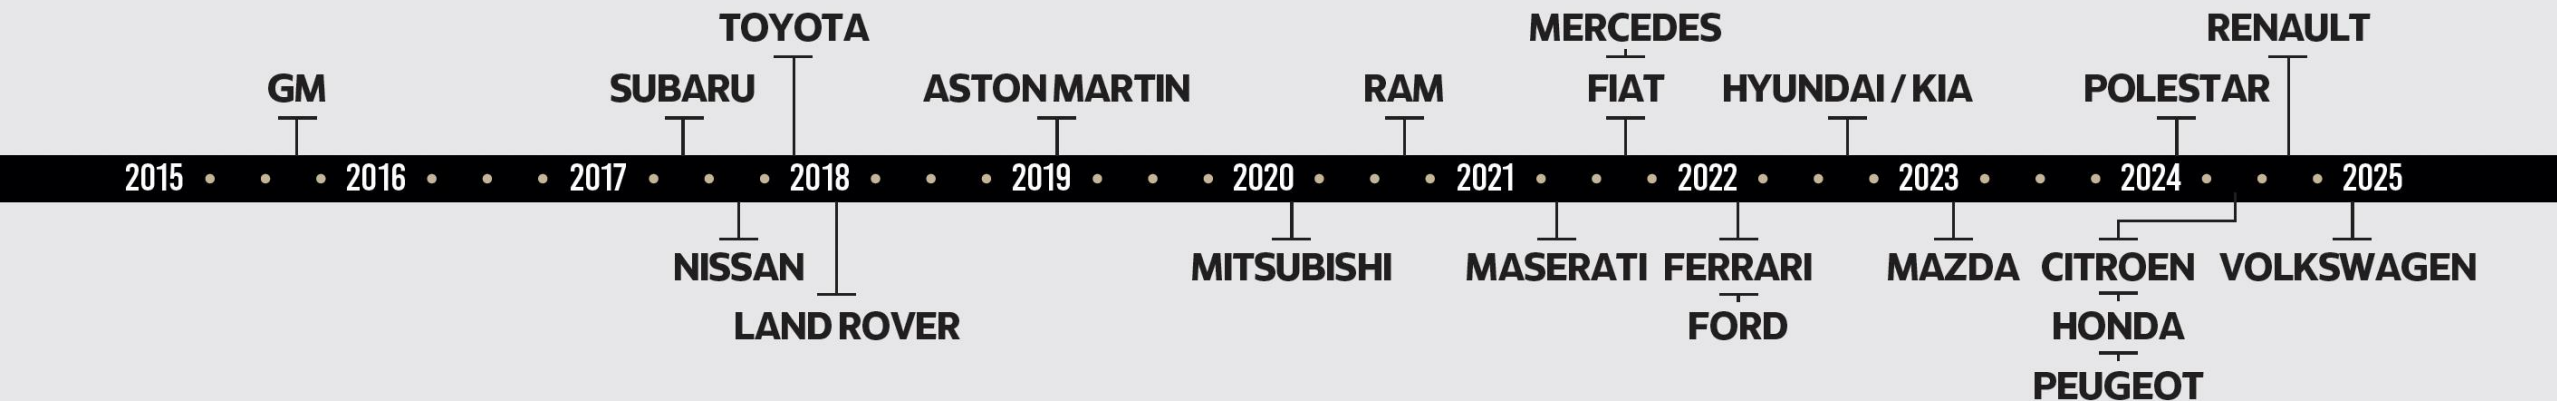 TOYOTA
MERCEDES
RENAULT
GM
SUBARU
ASTON MARTIN
RAM
FIAT
HYUNDAI / KIA
POLESTAR
2015
2016
2017
2018
2019
2020
2021
2022
2023
2024
2025
NISSAN
MITSUBISHI
MASERATI
FERRARI
MAZDA
CITROEN
VOLKSWAGEN
LAND ROVER
FORD
HONDA
PEUGEOT